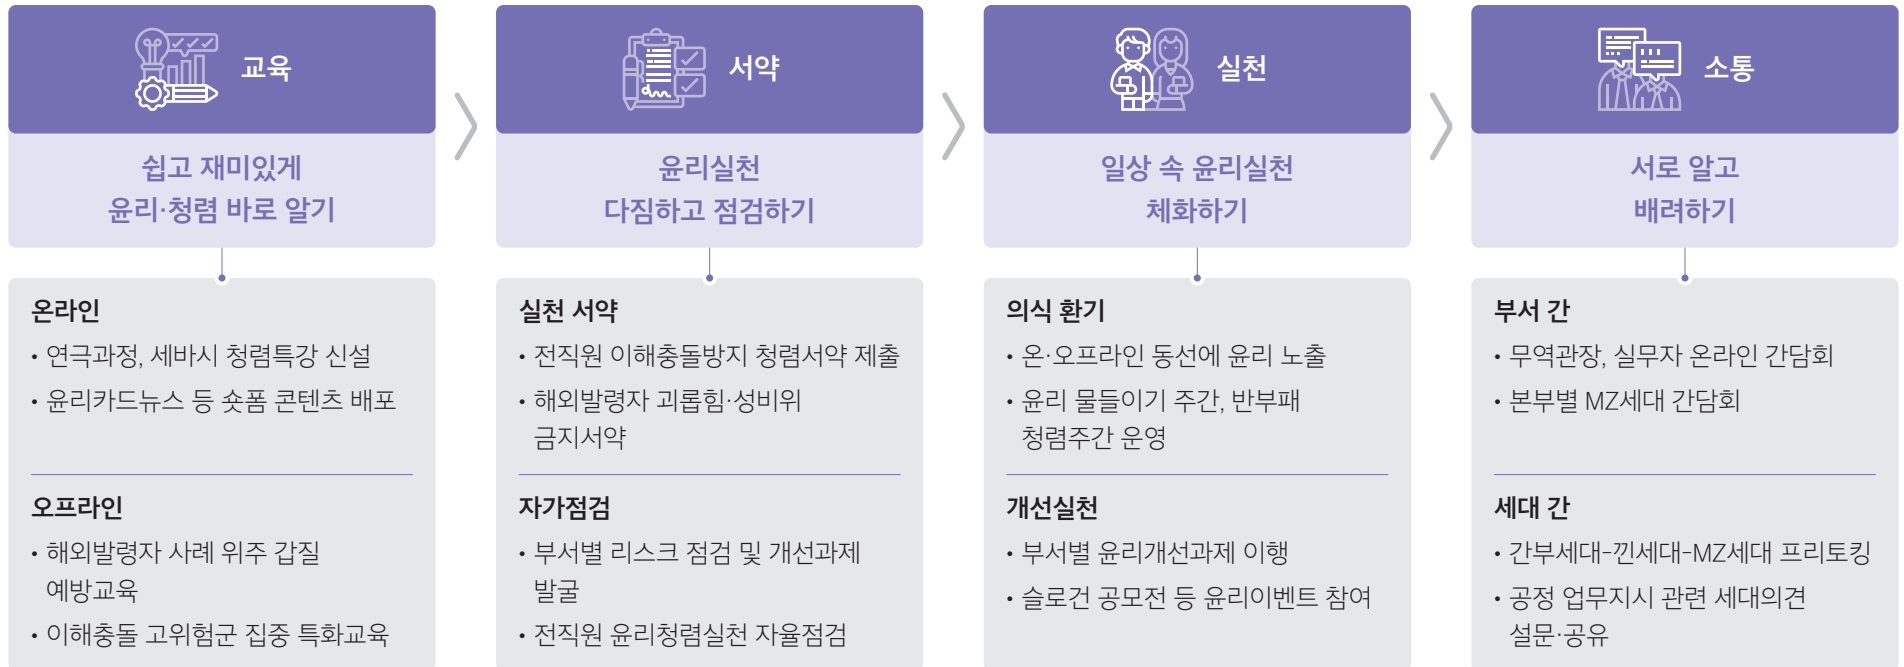 교육
쉽고 재미있게
윤리·청렴 바로 알기
온라인
• 연극과정, 세바시 청렴특강 신설
• 윤리카드뉴스 등 숏폼 콘텐츠 배포
오프라인
• 해외발령자 사례 위주 갑질
예방교육
• 이해충돌 고위험군 집중 특화교육
서약
윤리실천
다짐하고 점검하기
실천 서약
• 전직원 이해충돌방지 청렴서약 제출
• 해외발령자 괴롭힘·성비위
금지서약
자가점검
• 부서별 리스크 점검 및 개선과제
발굴
• 전직원 윤리청렴실천 자율점검
실천
일상 속 윤리실천
체화하기
의식 환기
• 온·오프라인 동선에 윤리 노출
• 윤리 물들이기 주간, 반부패
청렴주간 운영
개선실천
• 부서별 윤리개선과제 이행
• 슬로건 공모전 등 윤리이벤트 참여
소통
서로 알고
배려하기
부서 간
• 무역관장, 실무자 온라인 간담회
• 본부별 MZ세대 간담회
세대 간
• 간부세대-낀세대-MZ세대 프리토킹
• 공정 업무지시 관련 세대의견
설문·공유